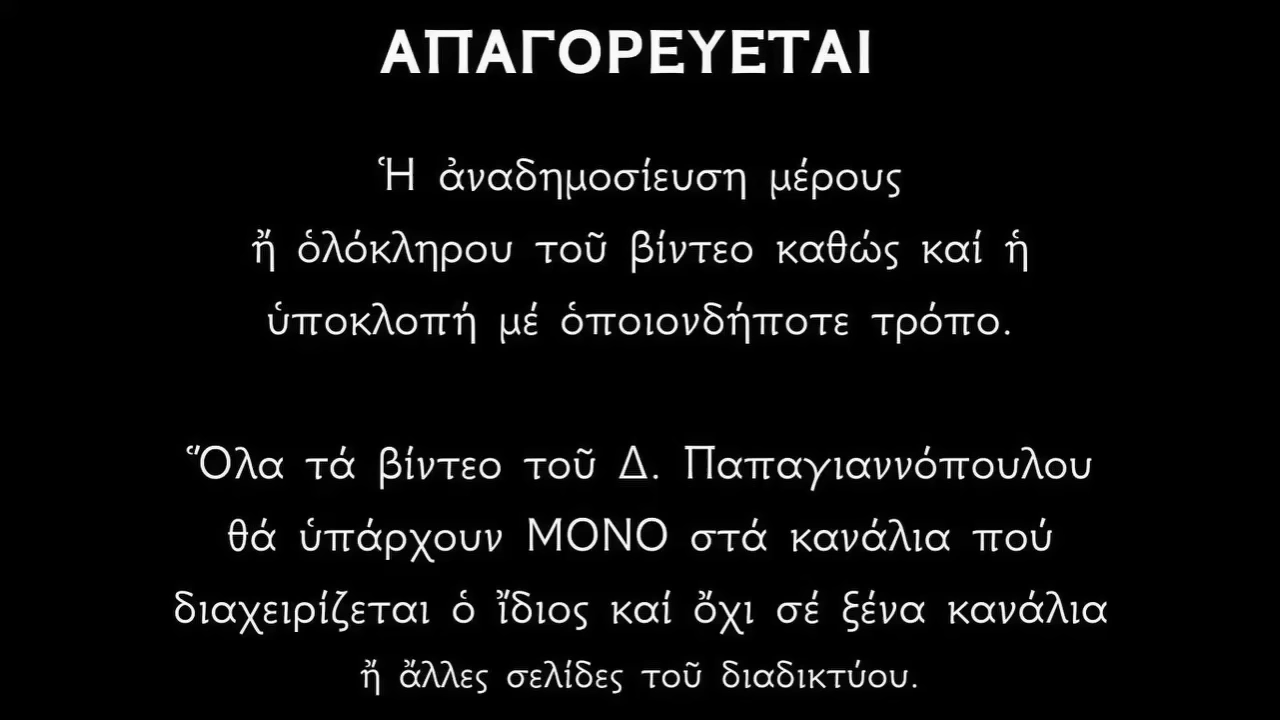 ΑΠΑΓΟΡΕΥΕΤΑΙ
Ἡ ἀναδημοσίευση μέρους
ἤ ὁλόκληρου τοῦ βίντεο καθώς καί ἡ
ὑποκλοπή μέ ὁποιονδήποτε τρόπο.
Ὅλα τά βίντεο τοῦ Δ. Παπαγιαννόπουλου
θά ὑπάρχουν ΜΟΝΟ στά κανάλια πού
διαχειρίζεται ὁ ἴδιος καί ὄχι σέ ξένα κανάλια
ἤ ἄλλες σελίδες τοῦ διαδικτύου.